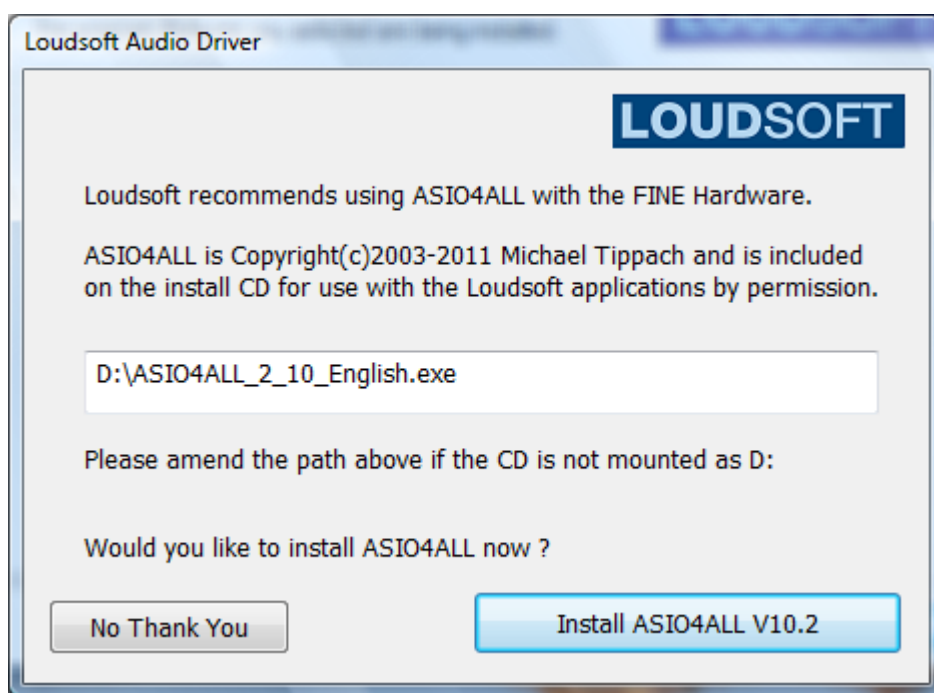 Loudsoft Audio Driver
LOUDSOFT
Loudsoft recommends using ASIO4ALL with the FINE Hardware.
ASIO4ALL is Copyright(c)2003-2011 Michael Tippach and is included
on the install CD for use with the Loudsoft applications by permission.
D:\ASIO4ALL_2_10_English.exe
Please amend the path above if the CD is not mounted as D:
Would you like to install ASIO4ALL now ?
No Thank You
Install ASIO4ALL V10.2